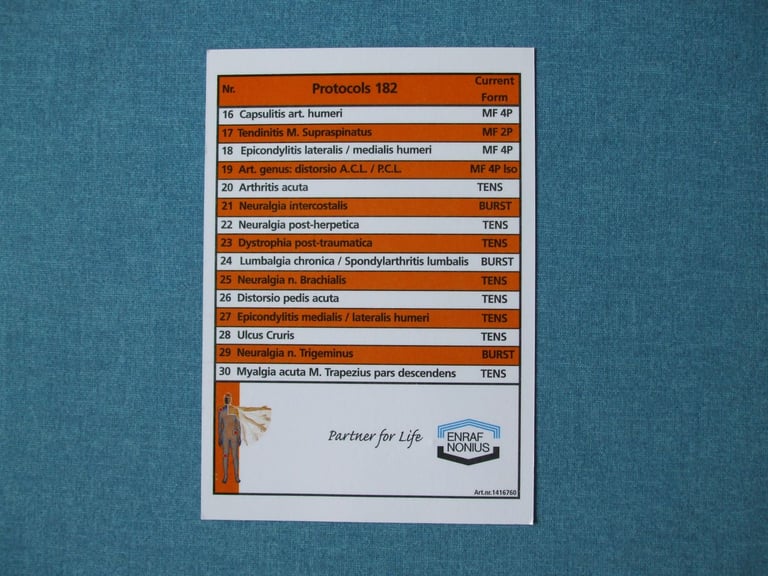 Nr. Protocols 182 Current Form
16 Capsulitis art. humeri MF 4P
17 Tendinitis M. Supraspinatus MF 2P
18 Epicondylitis lateralis / medialis humeri MF 4P
19 Art. genus: distorsio A.C.L. / P.C.L. MF 4P Iso
20 Arthritis acuta TENS
21 Neuralgia intercostalis BURST
22 Neuralgia post-herpetica TENS
23 Dystrophia post-traumatica TENS
24 Lumbalgia chronica / Spondylarthritis lumbalis BURST
25 Neuralgia n. Brachialis TENS
26 Distorsio pedis acuta TENS
27 Epicondylitis medialis / lateralis humeri TENS
28 Ulcus Cruris TENS
29 Neuralgia n. Trigeminus BURST
30 Myalgia acuta M. Trapezius pars descendens TENS
Partner for Life
ENRAF
NONIUS
Art.nr.1416760